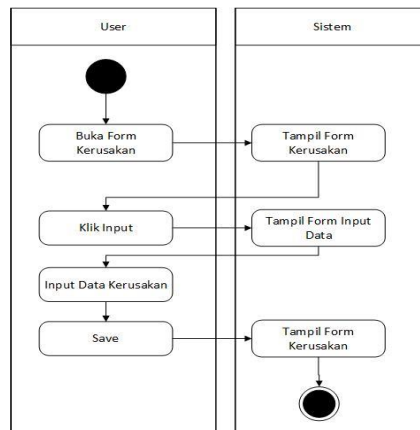 User
Sistem
Buka Form
Kerusakan
Tampil Form
Kerusakan
Klik Input
Tampil Form Input
Data
Input Data Kerusakan
Save
Tampil Form
Kerusakan